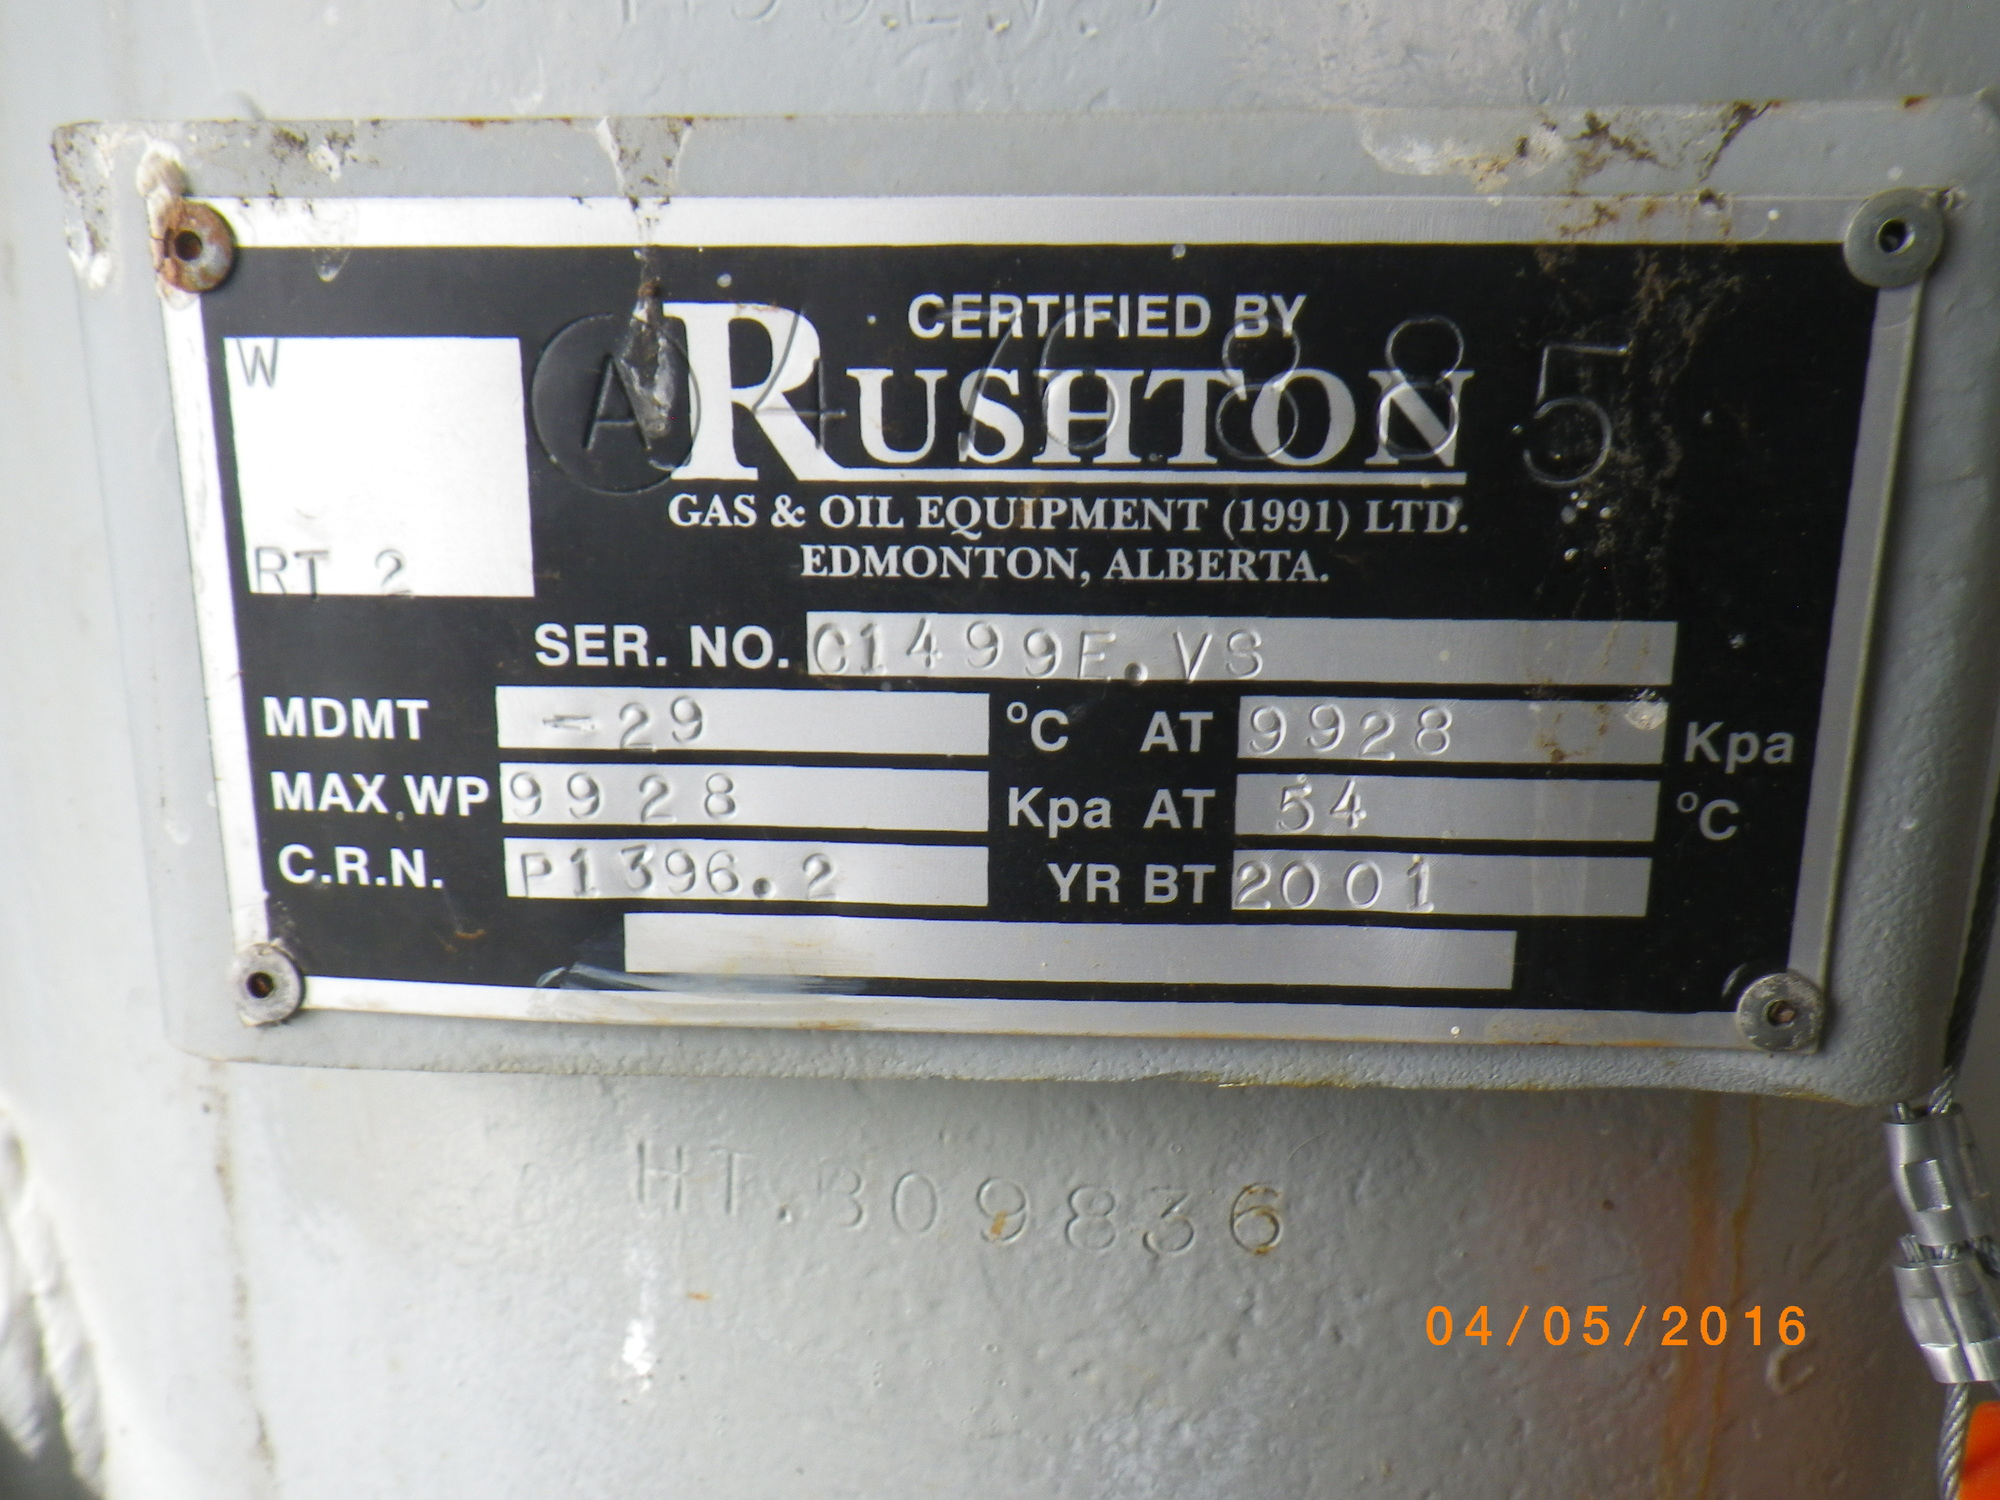 W
RT 2
CERTIFIED BY
RUSHTON
GAS & OIL EQUIPMENT (1991) LTD.
EDMONTON, ALBERTA.
SER. NO. C1499E.VS
MDMT -29 °C AT 9928 Kpa
MAX.WP 9928 Kpa AT 54 °C
C.R.N. P1396.2 YR BT 2001
HT.309836
04/05/2016